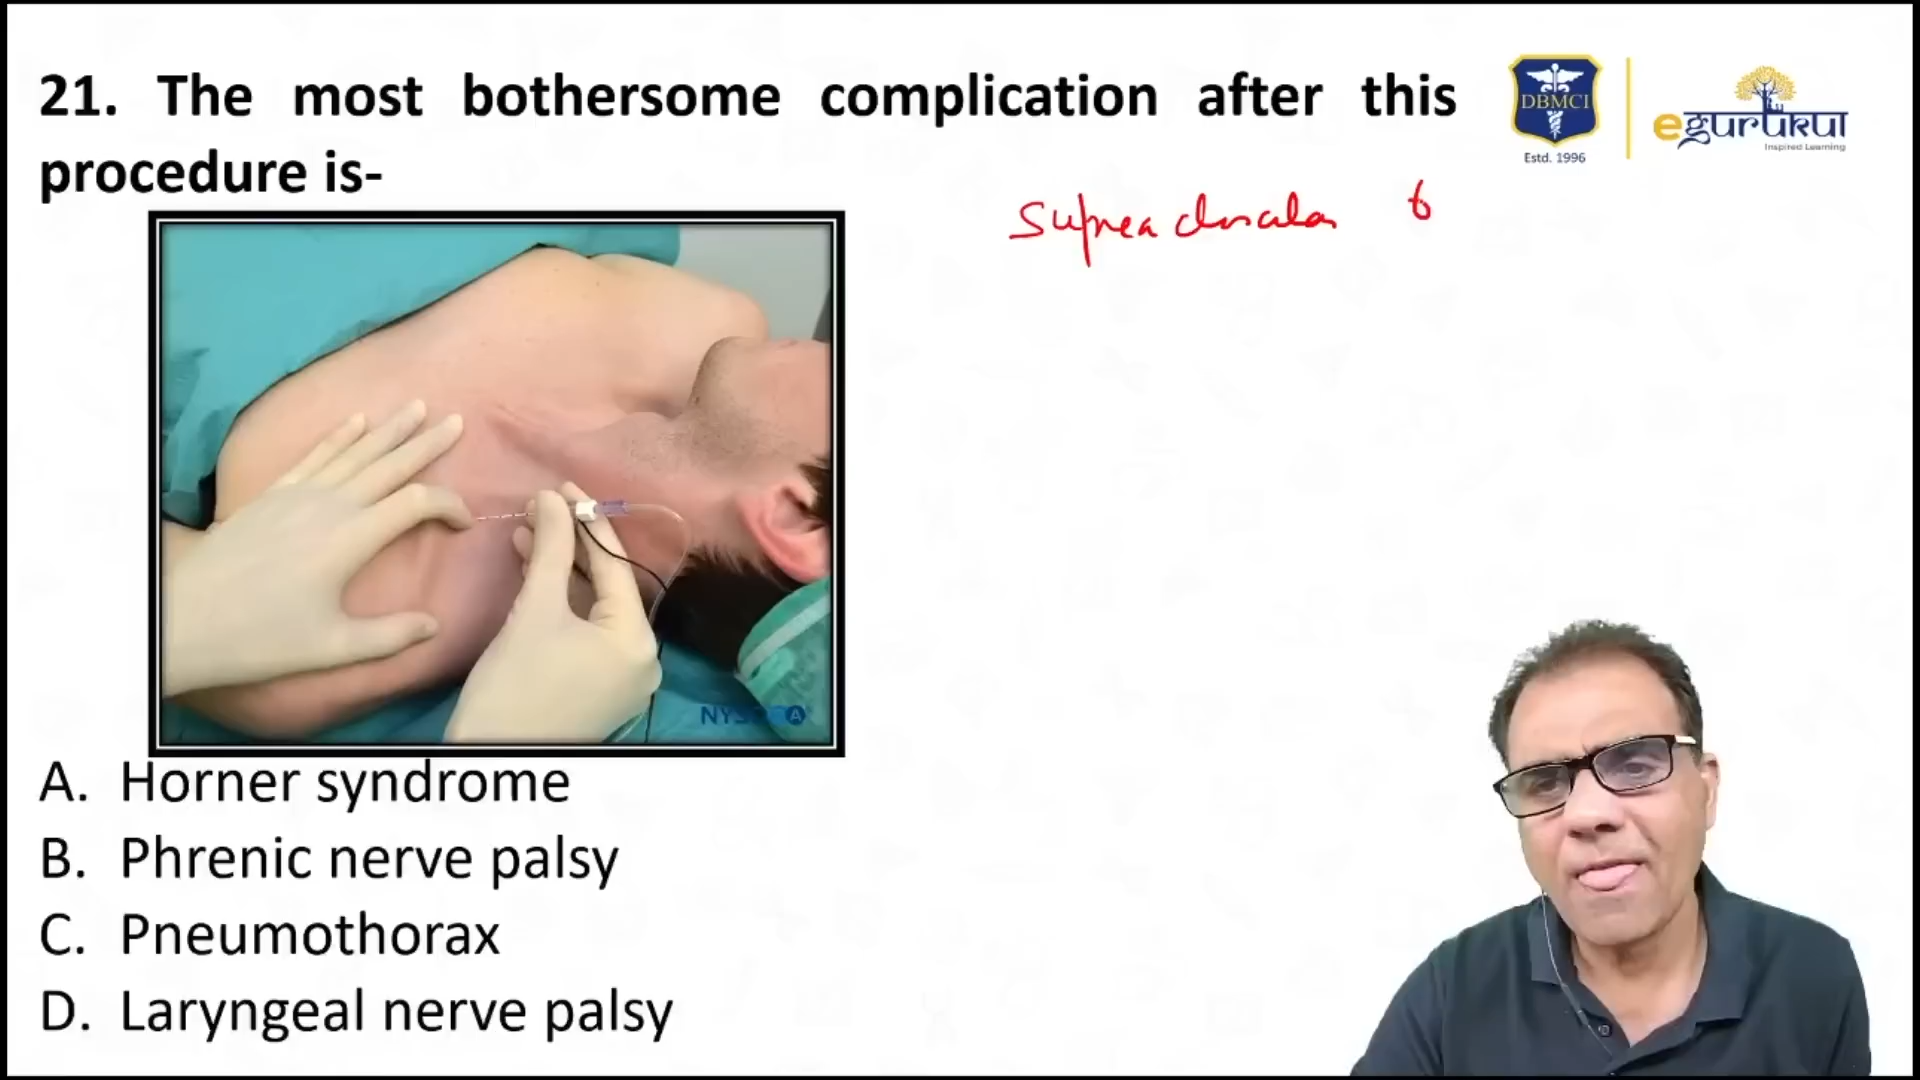 21. The most bothersome complication after this
procedure is-
DBMCI
Estd. 1996
egurukul
Inspired Learning
NYS
A. Horner syndrome
B. Phrenic nerve palsy
C. Pneumothorax
D. Laryngeal nerve palsy